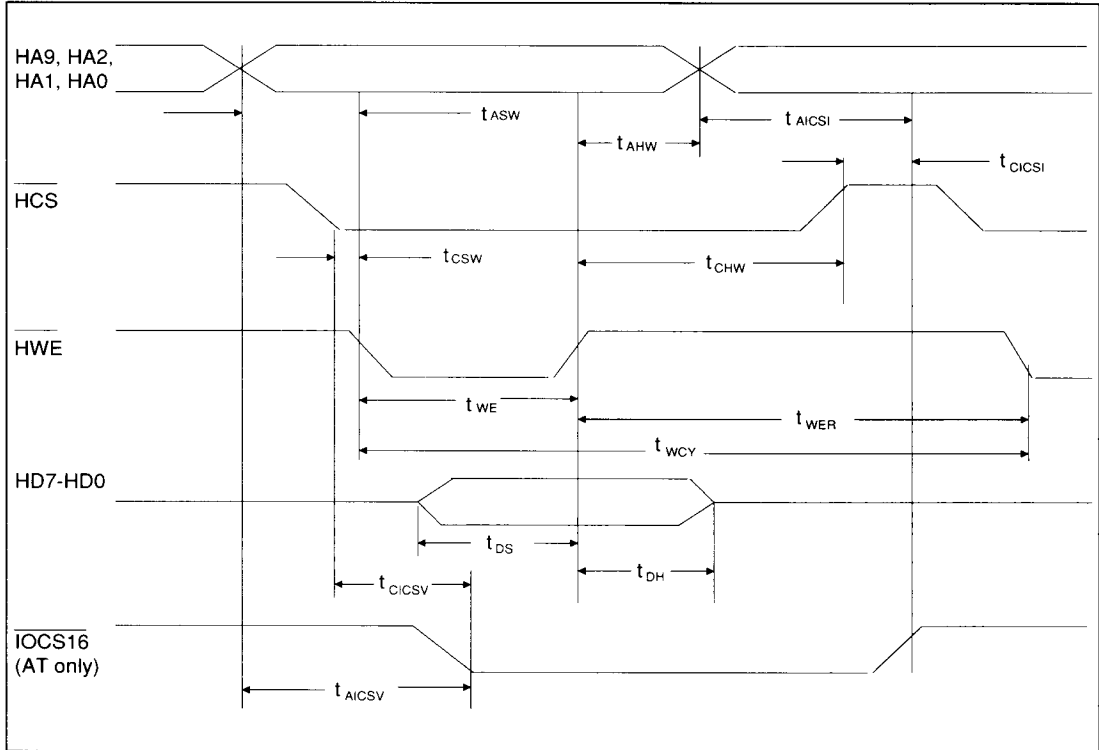 HA9, HA2,
HA1, HA0
tASW
tAICSI
tAHW
tCICSI
HCS
tCSW
tCHW
HWE
tWE
tWER
tWCY
HD7-HD0
tDS
tDH
tCICSV
IOCS16
(AT only)
tAICSV